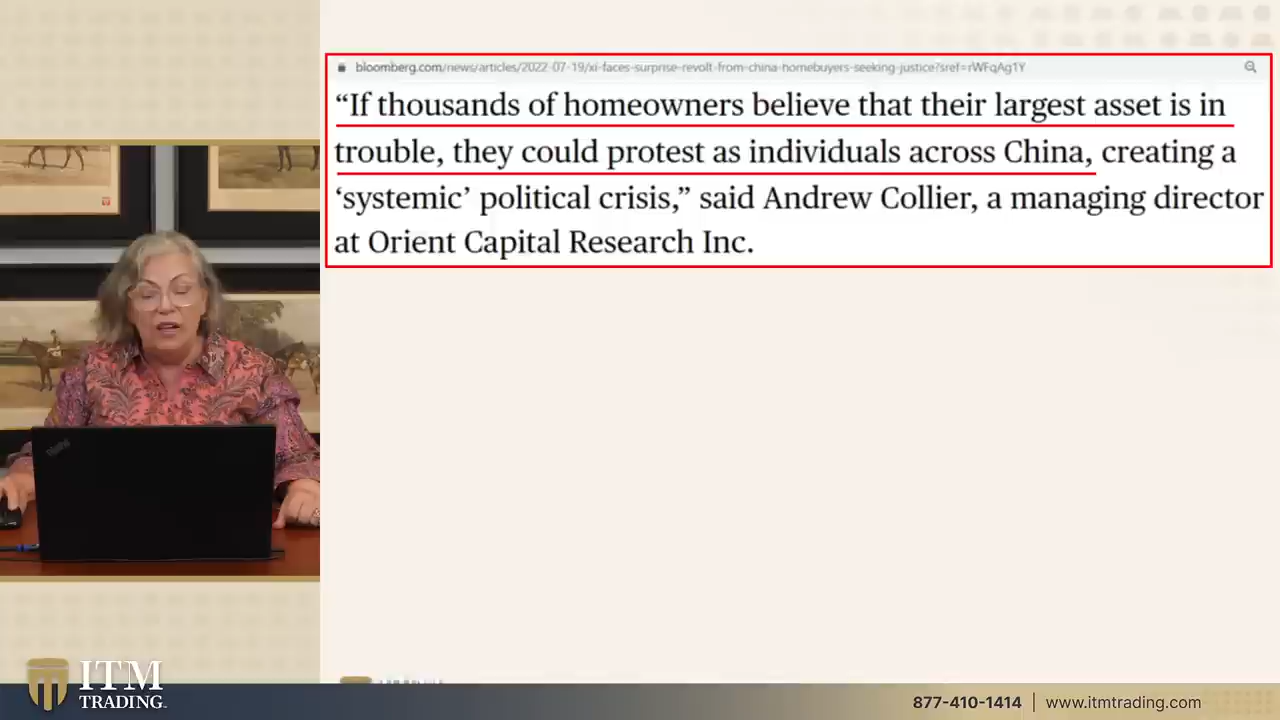 bloomberg.com/news/articles/2022-07-19/xi-faces-surprise-revolt-from-china-homebuyers-seeking-justice?sref=rWFqAg1Y
“If thousands of homeowners believe that their largest asset is in
trouble, they could protest as individuals across China, creating a
‘systemic’ political crisis,” said Andrew Collier, a managing director
at Orient Capital Research Inc.
ITM
TRADING
877-410-1414 | www.itmtrading.com